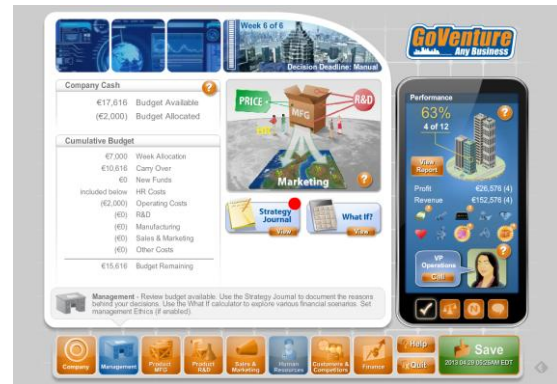 Week 6 of 6
Decision Deadline: Manual
GoVenture
Any Business
Company Cash
€17,616 Budget Available
(€2,000) Budget Allocated
Cumulative Budget
€7,000 Week Allocation
€10,616 Carry Over
€0 New Funds
included below HR Costs
(€2,000) Operating Costs
(€0) R&D
(€0) Manufacturing
(€0) Sales & Marketing
(€0) Other Costs
€15,616 Budget Remaining
PRICE
MFG
R&D
HR
Marketing
Strategy
Journal
View
What If?
View
Performance
63%
4 of 12
View
Report
Profit €26,576 (4)
Revenue €152,576 (4)
VP
Operations
Call
Management - Review budget available. Use the Strategy Journal to document the reasons
behind your decisions. Use the What If calculator to explore various financial scenarios. Set
management Ethics (if enabled).
Company
Management
Product
MFG
Product
R&D
Sales &
Marketing
Human
Resources
Customers &
Competitors
Finance
Help
Quit
Save
2013.04.29 05:29AM EDT